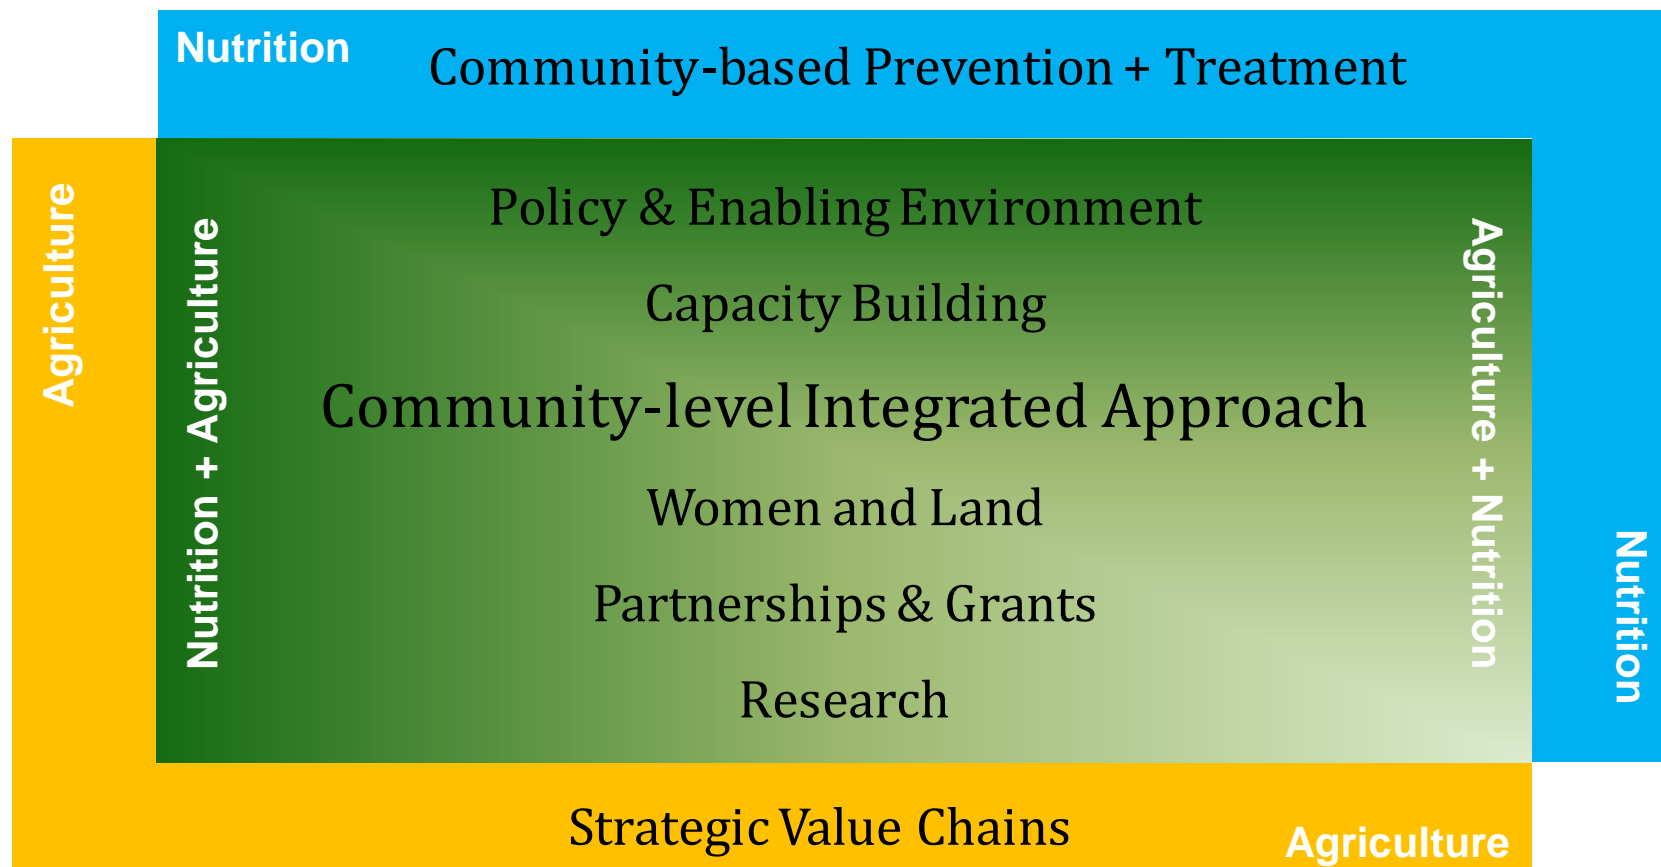 Nutrition
Community-based Prevention + Treatment
Agriculture
Nutrition + Agriculture
Policy & Enabling Environment
Capacity Building
Community-level Integrated Approach
Women and Land
Partnerships & Grants
Research
Agriculture + Nutrition
Nutrition
Strategic Value Chains
Agriculture